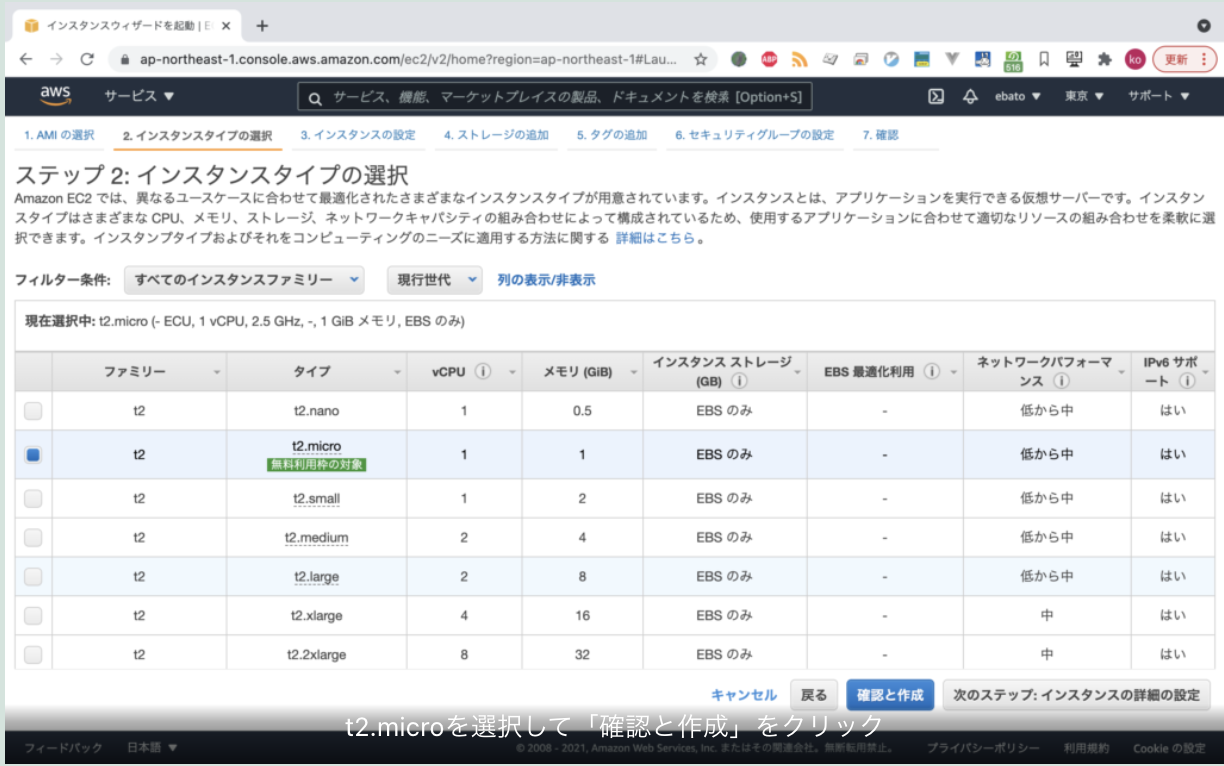 インスタンスウィザードを起動 | E
ap-northeast-1.console.aws.amazon.com/ec2/v2/home?region=ap-northeast-1#Lau...
ABP
516
ko
更新
aws
サービス
サービス、機能、マーケットプレイスの製品、ドキュメントを検索 [Option+S]
ebato
東京
サポート
1. AMI の選択
2. インスタンスタイプの選択
3. インスタンスの設定
4. ストレージの追加
5. タグの追加
6. セキュリティグループの設定
7. 確認
ステップ 2: インスタンスタイプの選択
Amazon EC2 では、異なるユースケースに合わせて最適化されたさまざまなインスタンスタイプが用意されています。インスタンスとは、アプリケーションを実行できる仮想サーバーです。インスタン
スタイプはさまざまな CPU、メモリ、ストレージ、ネットワークキャパシティの組み合わせによって構成されているため、使用するアプリケーションに合わせて適切なリソースの組み合わせを柔軟に選
択できます。インスタンプタイプおよびそれをコンピューティングのニーズに適用する方法に関する 詳細はこちら。
フィルター条件: すべてのインスタンスファミリー 現行世代 列の表示/非表示
現在選択中: t2.micro (- ECU, 1 vCPU, 2.5 GHz, -, 1 GiB メモリ, EBS のみ)
ファミリー タイプ vCPU メモリ (GiB) インスタンス ストレージ (GB) EBS 最適化利用 ネットワークパフォーマンス IPv6 サポート
t2 t2.nano 1 0.5 EBS のみ - 低から中 はい
t2 t2.micro 無料利用枠の対象 1 1 EBS のみ - 低から中 はい
t2 t2.small 1 2 EBS のみ - 低から中 はい
t2 t2.medium 2 4 EBS のみ - 低から中 はい
t2 t2.large 2 8 EBS のみ - 低から中 はい
t2 t2.xlarge 4 16 EBS のみ - 中 はい
t2 t2.2xlarge 8 32 EBS のみ - 中 はい
キャンセル 戻る 確認と作成 次のステップ: インスタンスの詳細の設定
t2.microを選択して「確認と作成」をクリック
フィードバック 日本語 © 2008 - 2021, Amazon Web Services, Inc. またはその関連会社。無断転用禁止。 プライバシーポリシー 利用規約 Cookie の設定